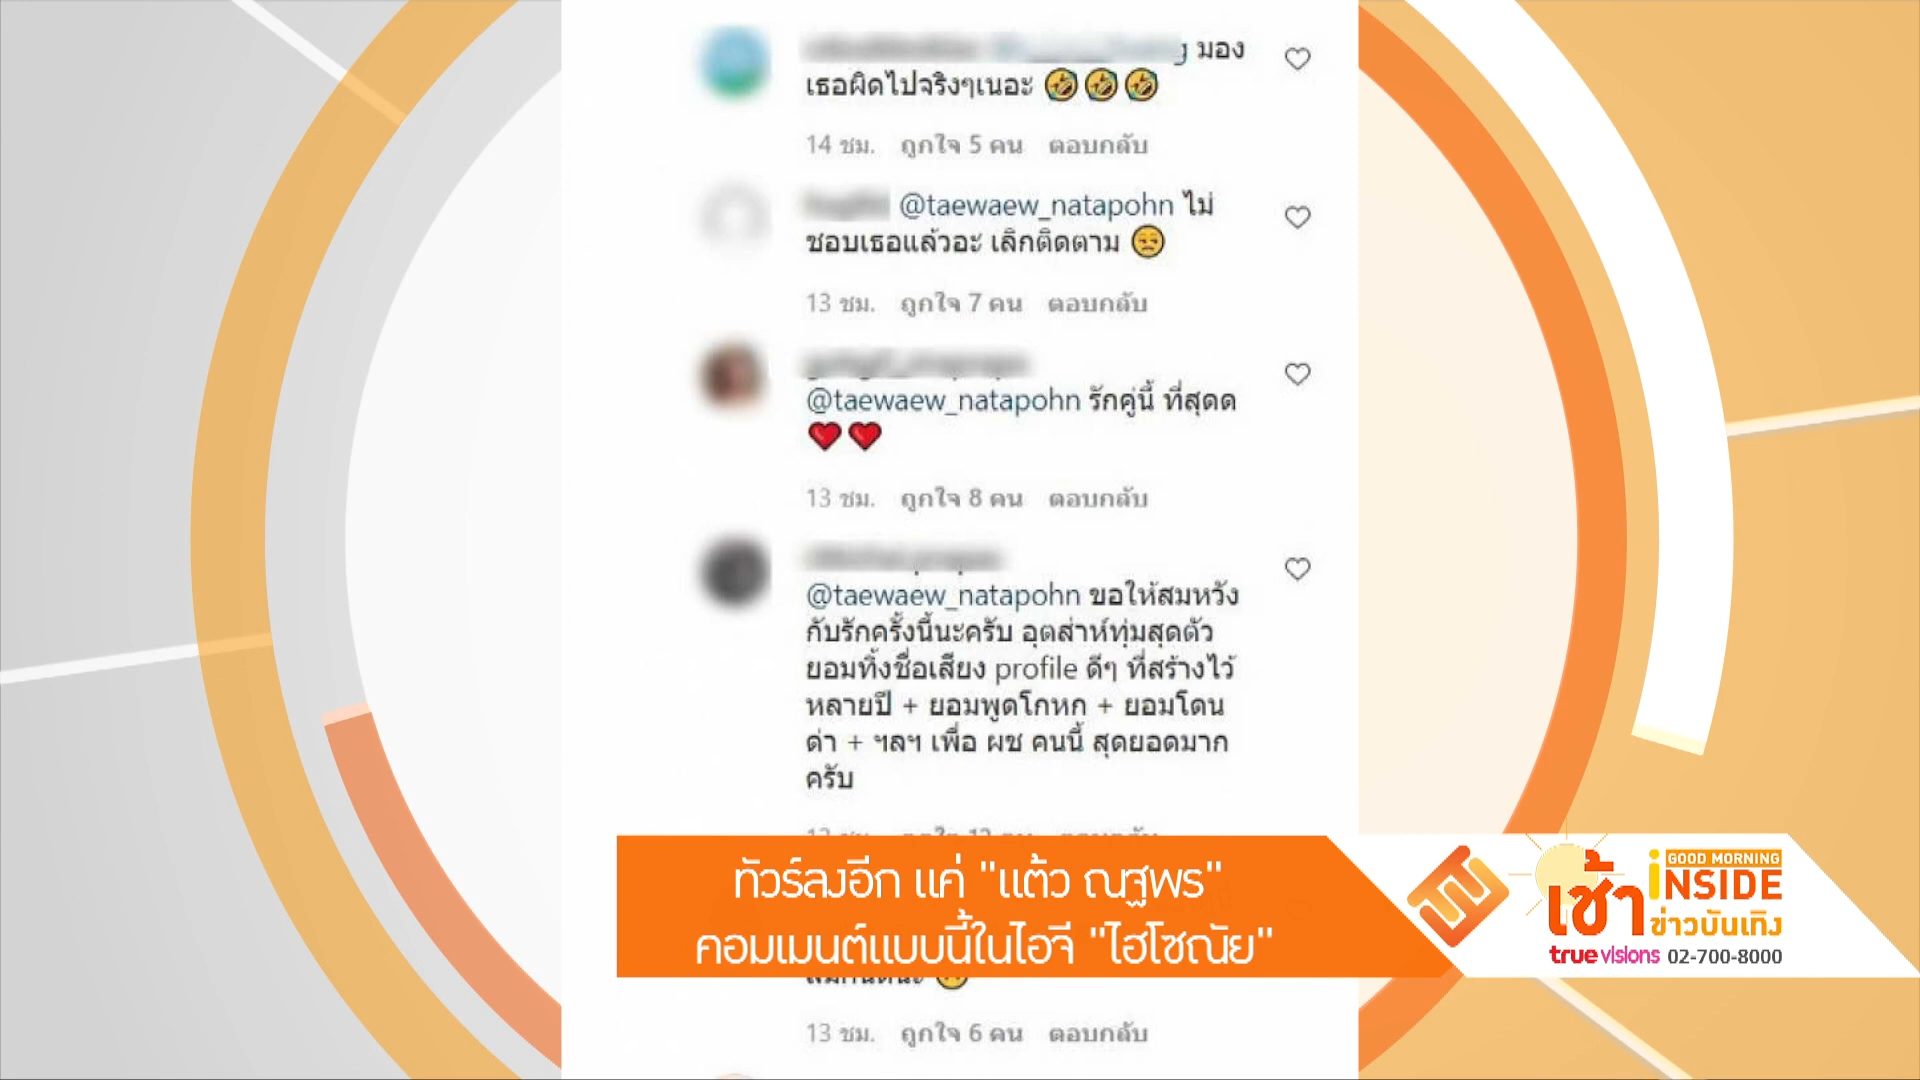 มอง
เธอผิดไปจริงๆเนอะ 🤣🤣🤣
14 ชม. ถูกใจ 5 คน ตอบกลับ
@taewaew_natapohn ไม่
ชอบเธอแล้วอะ เลิกติดตาม 😒
13 ชม. ถูกใจ 7 คน ตอบกลับ
@taewaew_natapohn รักคู่นี้ ที่สุดด
❤️❤️
13 ชม. ถูกใจ 8 คน ตอบกลับ
@taewaew_natapohn ขอให้สมหวัง
กับรักครั้งนี้นะครับ อุตส่าห์ทุ่มสุดตัว
ยอมทิ้งชื่อเสียง profile ดีๆ ที่สร้างไว้
หลายปี + ยอมพูดโกหก + ยอมโดน
ด่า + ฯลฯ เพื่อ ผช คนนี้ สุดยอดมาก
ครับ
ทัวร์ลงอีก แค่ "แต้ว ณฐพร"
คอมเมนต์แบบนี้ในไอจี "ไฮโซณัย"
GOOD MORNING
INSIDE
เช้า
ข่าวบันเทิง
truevisions 02-700-8000
13 ชม. ถูกใจ 6 คน ตอบกลับ